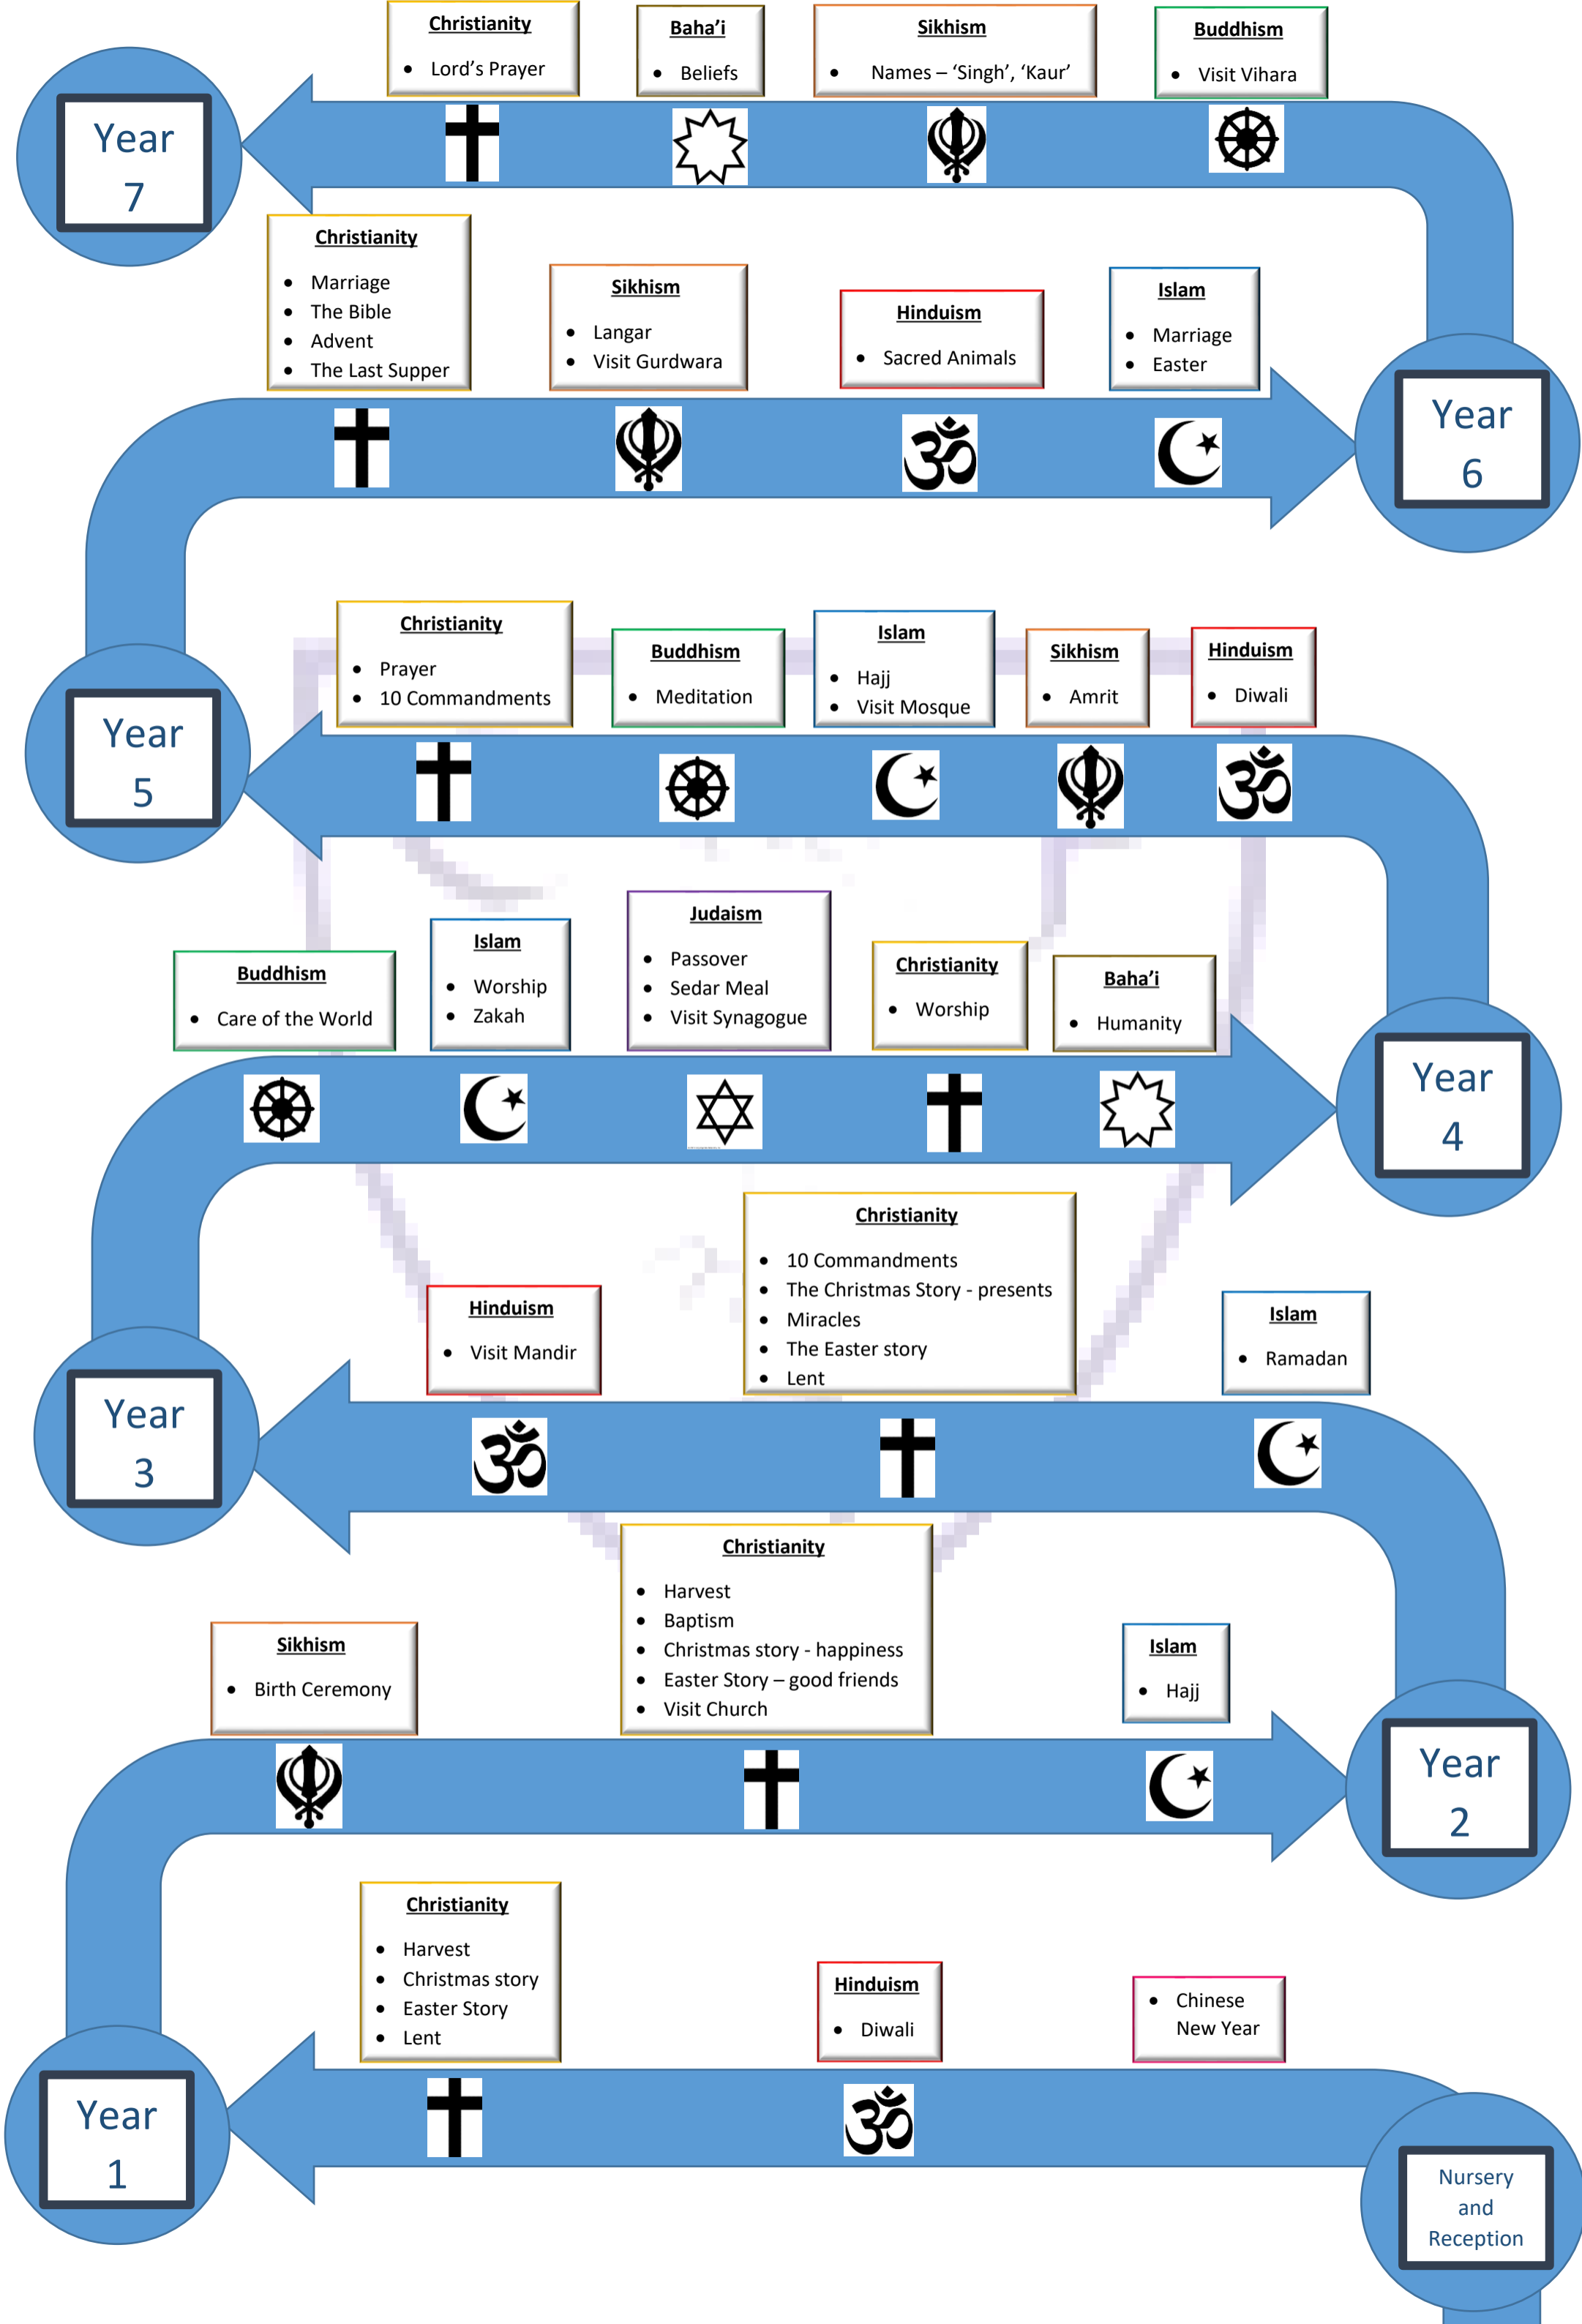 Christianity
• Lord's Prayer
Baha'i
• Beliefs
Sikhism
• Names – 'Singh', 'Kaur'
Buddhism
• Visit Vihara
Year
7
Christianity
• Marriage
• The Bible
• Advent
• The Last Supper
Sikhism
• Langar
• Visit Gurdwara
Hinduism
• Sacred Animals
Islam
• Marriage
• Easter
Year
6
Christianity
• Prayer
• 10 Commandments
Buddhism
• Meditation
Islam
• Hajj
• Visit Mosque
Sikhism
• Amrit
Hinduism
• Diwali
Year
5
Buddhism
• Care of the World
Islam
• Worship
• Zakah
Judaism
• Passover
• Sedar Meal
• Visit Synagogue
Christianity
• Worship
Baha'i
• Humanity
Year
4
Hinduism
• Visit Mandir
Christianity
• 10 Commandments
• The Christmas Story - presents
• Miracles
• The Easter story
• Lent
Islam
• Ramadan
Year
3
Sikhism
• Birth Ceremony
Christianity
• Harvest
• Baptism
• Christmas story - happiness
• Easter Story – good friends
• Visit Church
Islam
• Hajj
Year
2
Christianity
• Harvest
• Christmas story
• Easter Story
• Lent
Hinduism
• Diwali
• Chinese
New Year
Year
1
Nursery
and
Reception